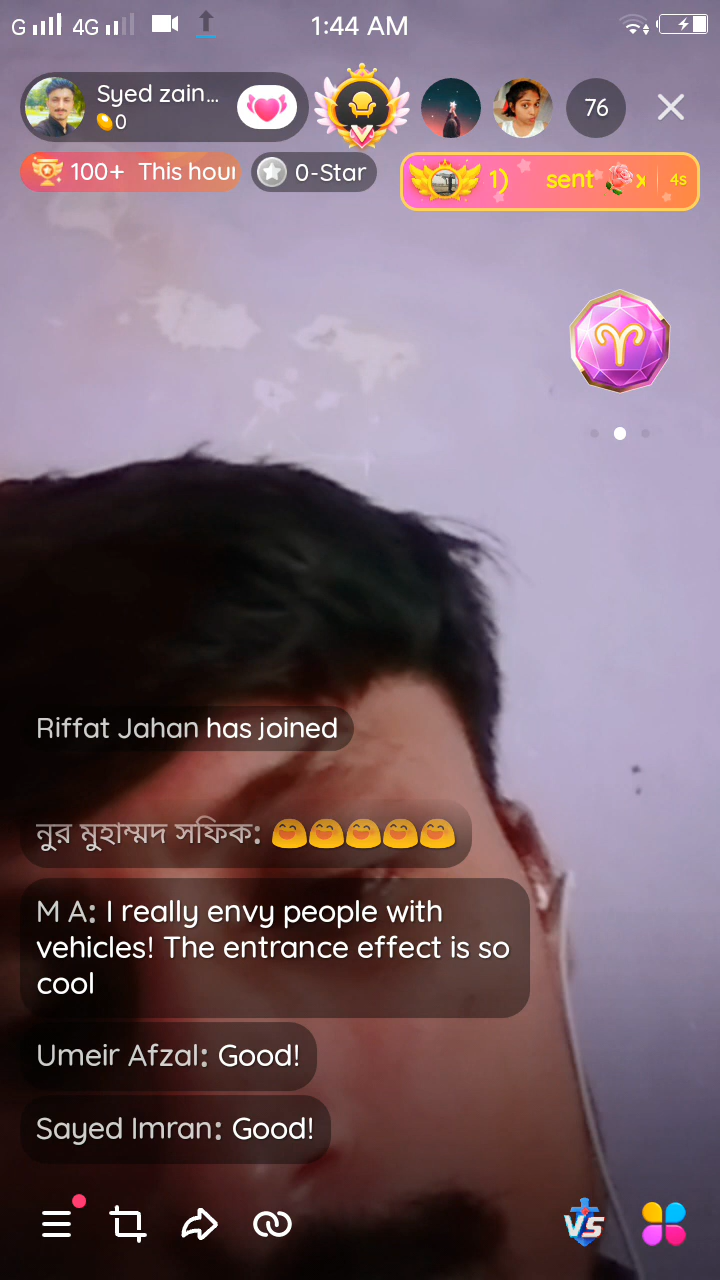 G 4G 1:44 AM
Syed zain...
0
76
100+ This hour
0-Star
1) sent x 4s
Riffat Jahan has joined
নুর মুহাম্মদ সফিক:
M A: I really envy people with
vehicles! The entrance effect is so
cool
Umeir Afzal: Good!
Sayed Imran: Good!
VS